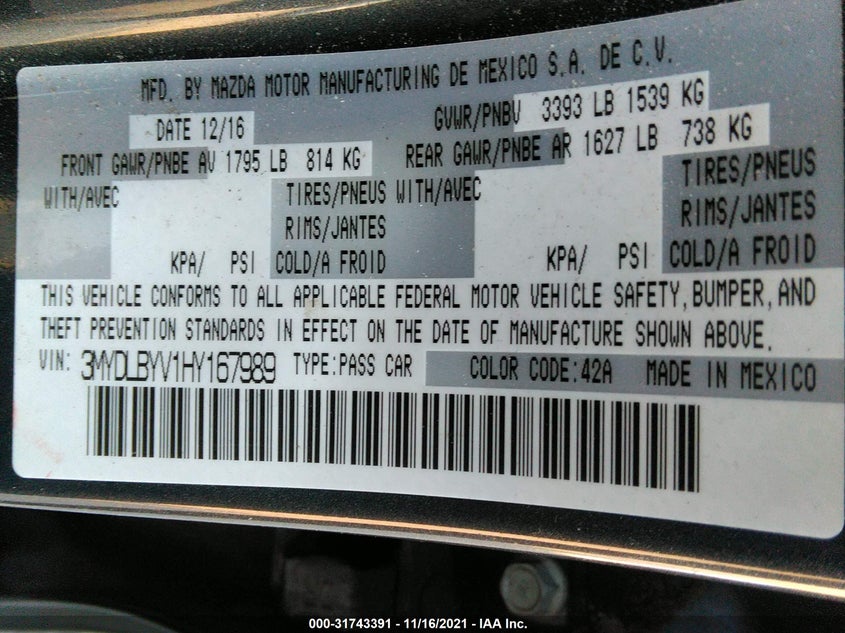 MFD. BY MAZDA MOTOR MANUFACTURING DE MEXICO S.A. DE C.V.
DATE 12/16 GVWR/PNBV 3393 LB 1539 KG
FRONT GAWR/PNBE AV 1795 LB 814 KG REAR GAWR/PNBE AR 1627 LB 738 KG
WITH/AVEC TIRES/PNEUS WITH/AVEC TIRES/PNEUS
RIMS/JANTES RIMS/JANTES
KPA/ PSI COLD/A FROID KPA/ PSI COLD/A FROID
THIS VEHICLE CONFORMS TO ALL APPLICABLE FEDERAL MOTOR VEHICLE SAFETY, BUMPER, AND
THEFT PREVENTION STANDARDS IN EFFECT ON THE DATE OF MANUFACTURE SHOWN ABOVE.
VIN: 3MYDLBYV1HY167989 TYPE:PASS CAR COLOR CODE:42A MADE IN MEXICO
000-31743391 - 11/16/2021 - IAA Inc.